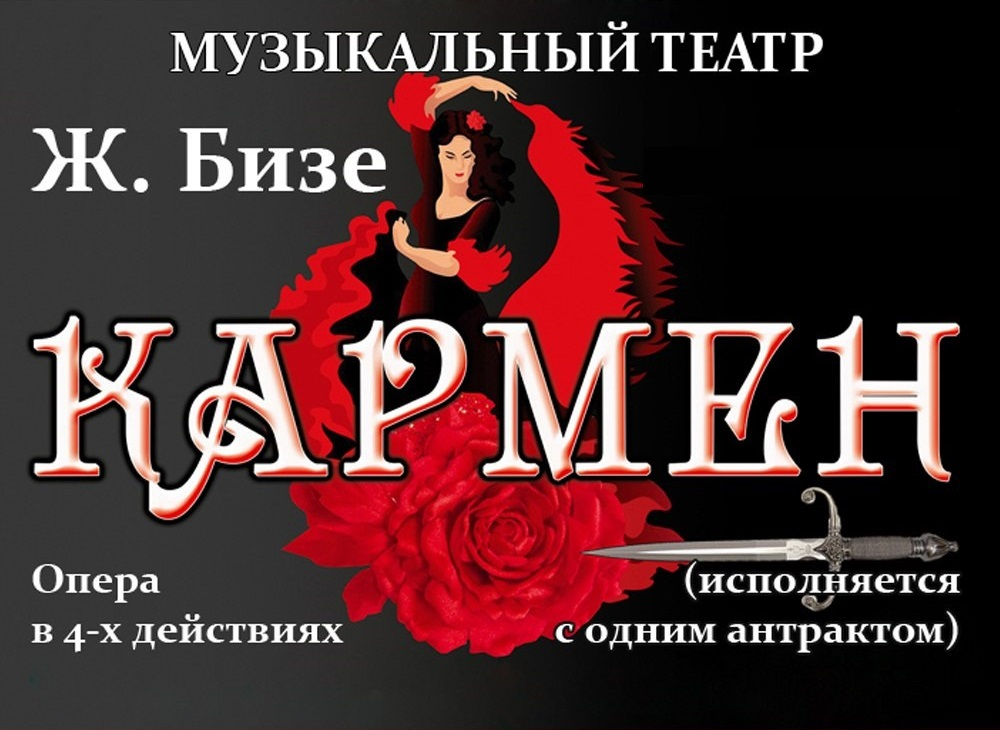 МУЗЫКАЛЬНЫЙ ТЕАТР
Ж. Бизе
КАРМЕН
Опера
в 4-х действиях
(исполняется
с одним антрактом)